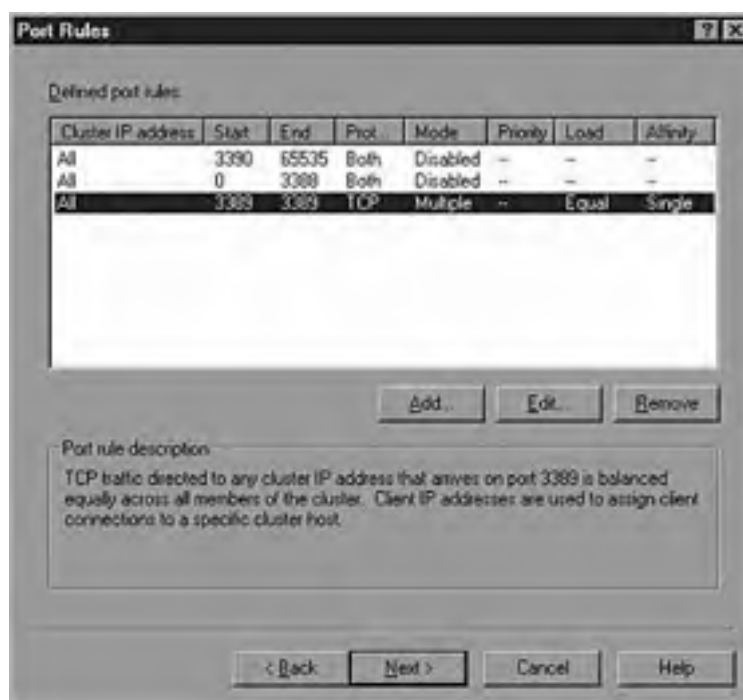 Port Rules
Defined port rules:
Cluster IP address Start End Prot... Mode Priority Load Affinity
All 3390 65535 Both Disabled -- -- --
All 0 3388 Both Disabled -- -- --
All 3389 3389 TCP Multiple -- Equal Single
Add... Edit... Remove
Port rule description
TCP traffic directed to any cluster IP address that arrives on port 3389 is balanced
equally across all members of the cluster. Client IP addresses are used to assign client
connections to a specific cluster host.
< Back Next > Cancel Help